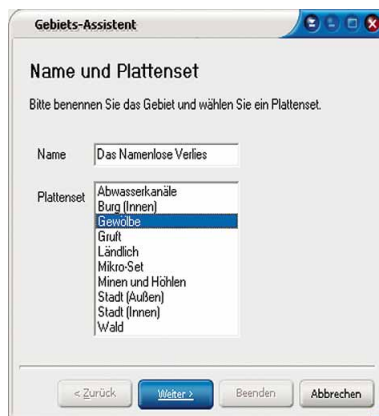 Gebiets-Assistent
Name und Plattenset
Bitte benennen Sie das Gebiet und wählen Sie ein Plattenset.
Name Das Namenlose Verlies
Plattenset
Abwasserkanäle
Burg (Innen)
Gewölbe
Gruft
Ländlich
Mikro-Set
Minen und Höhlen
Stadt (Außen)
Stadt (Innen)
Wald
< Zurück Weiter > Beenden Abbrechen